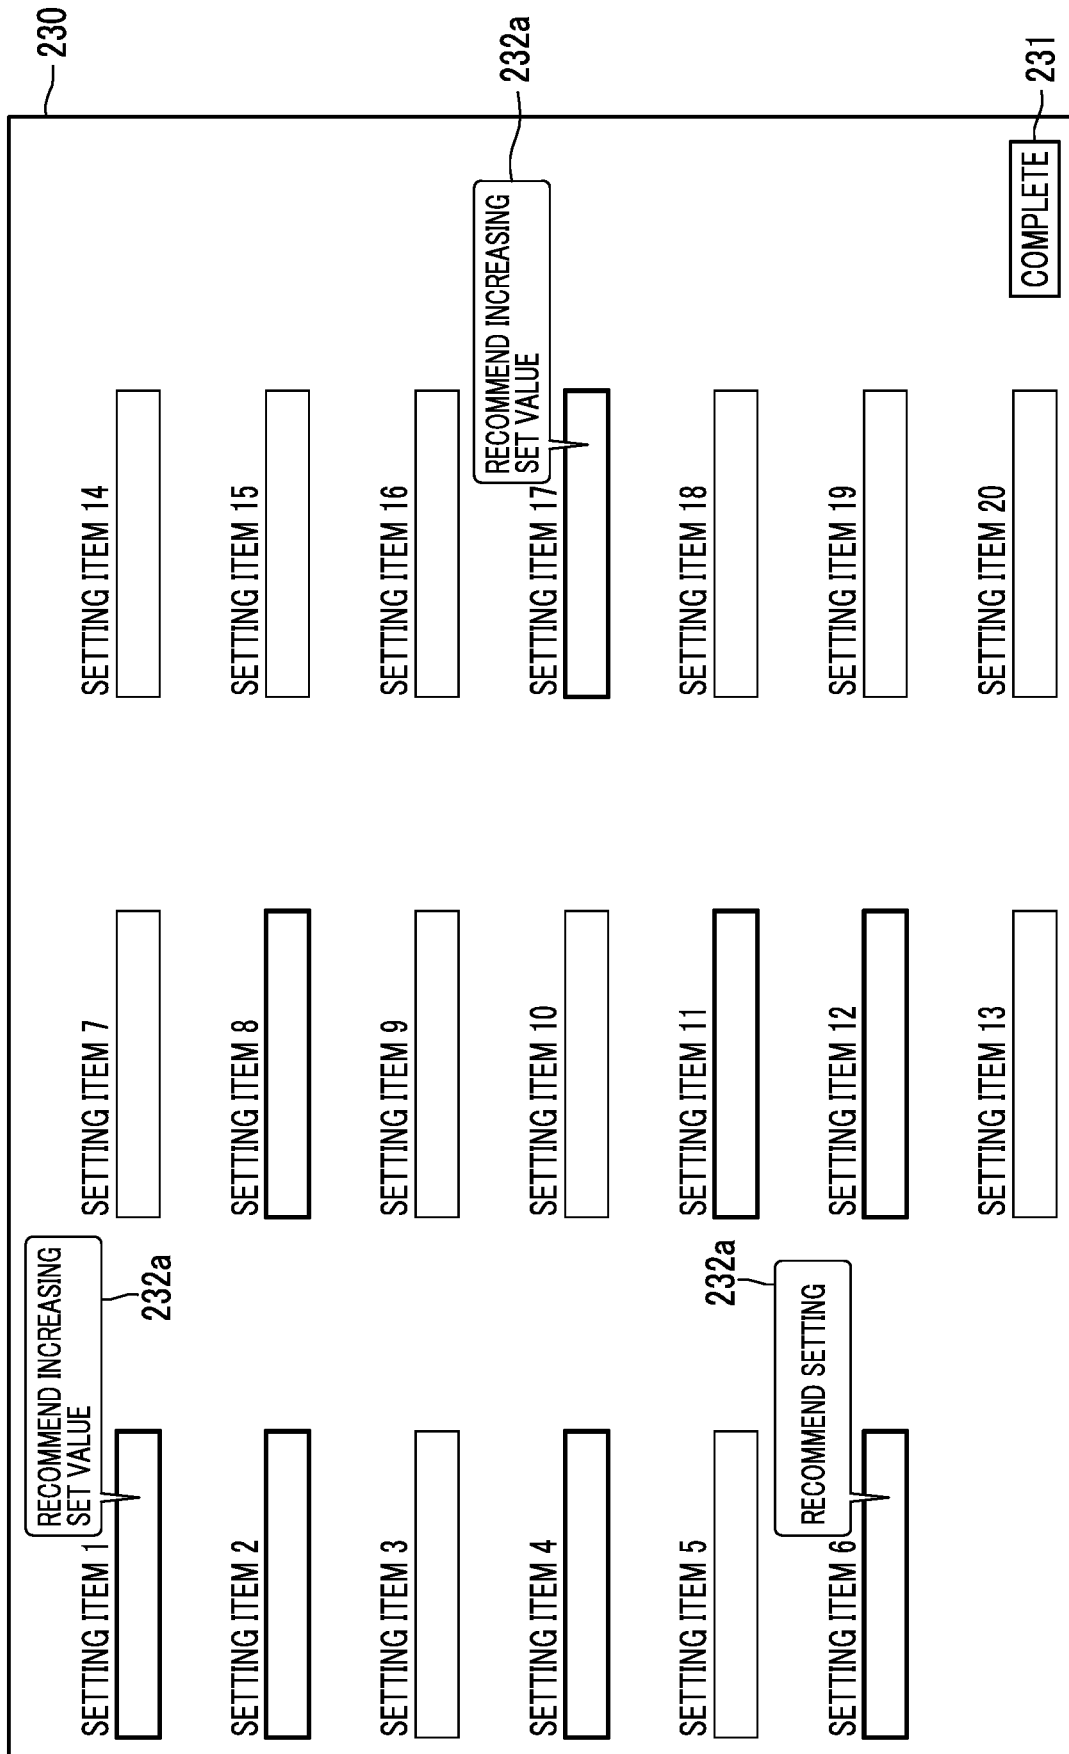 230
SETTING ITEM 1
RECOMMEND INCREASING
SET VALUE
232a
SETTING ITEM 2
SETTING ITEM 3
SETTING ITEM 4
SETTING ITEM 5
232a
RECOMMEND SETTING
SETTING ITEM 6
SETTING ITEM 7
SETTING ITEM 8
SETTING ITEM 9
SETTING ITEM 10
SETTING ITEM 11
SETTING ITEM 12
SETTING ITEM 13
SETTING ITEM 14
SETTING ITEM 15
SETTING ITEM 16
RECOMMEND INCREASING
SET VALUE
232a
SETTING ITEM 17
SETTING ITEM 18
SETTING ITEM 19
SETTING ITEM 20
COMPLETE
231